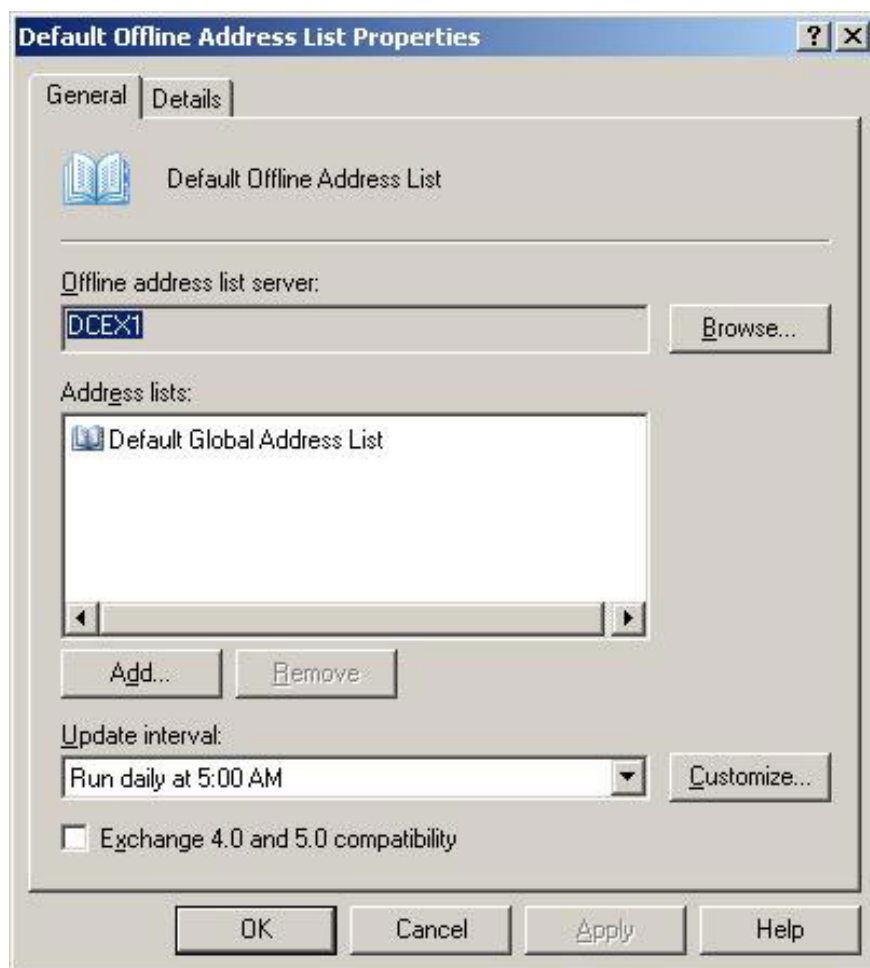 Default Offline Address List Properties
? X
General Details
Default Offline Address List
Offline address list server:
DCEX1 Browse...
Address lists:
Default Global Address List
Add... Remove
Update interval:
Run daily at 5:00 AM Customize...
Exchange 4.0 and 5.0 compatibility
OK Cancel Apply Help